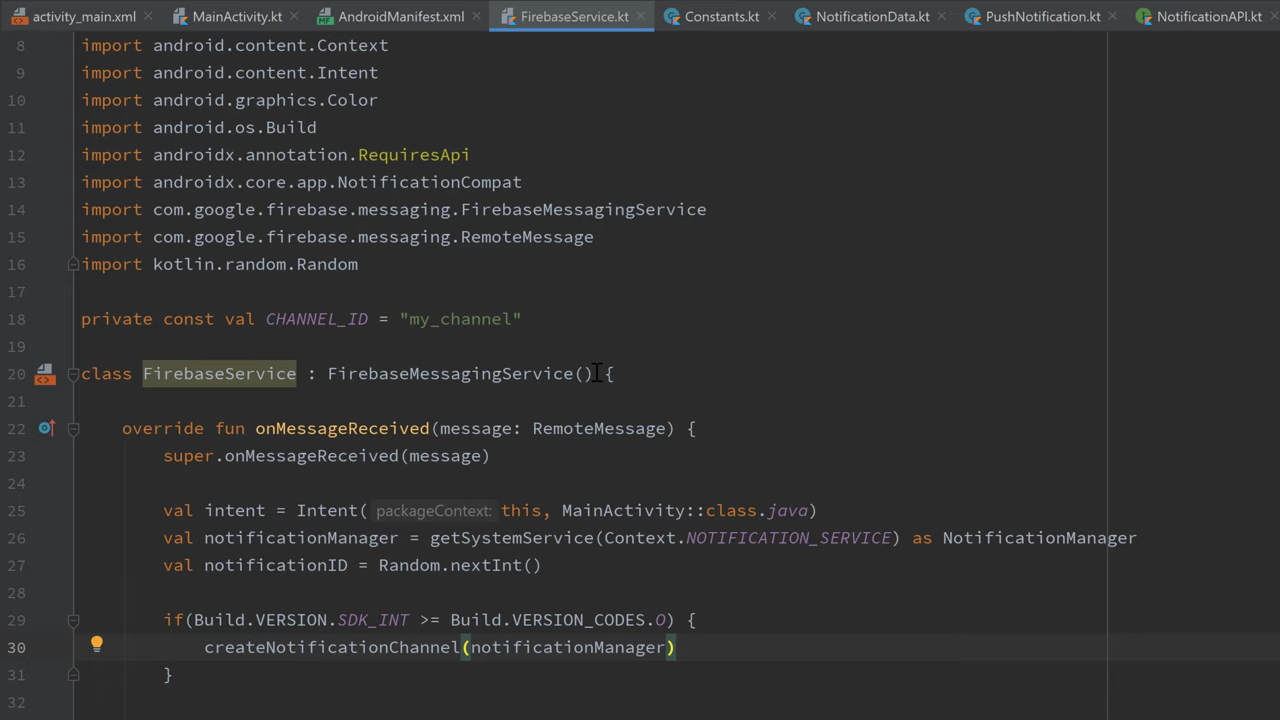 activity_main.xml MainActivity.kt AndroidManifest.xml FirebaseService.kt Constants.kt NotificationData.kt PushNotification.kt NotificationAPI.kt
8 import android.content.Context
9 import android.content.Intent
10 import android.graphics.Color
11 import android.os.Build
12 import androidx.annotation.RequiresApi
13 import androidx.core.app.NotificationCompat
14 import com.google.firebase.messaging.FirebaseMessagingService
15 import com.google.firebase.messaging.RemoteMessage
16 import kotlin.random.Random
17
18 private const val CHANNEL_ID = "my_channel"
19
20 class FirebaseService : FirebaseMessagingService() {
21
22 override fun onMessageReceived(message: RemoteMessage) {
23 super.onMessageReceived(message)
24
25 val intent = Intent( packageContext: this, MainActivity::class.java)
26 val notificationManager = getSystemService(Context.NOTIFICATION_SERVICE) as NotificationManager
27 val notificationID = Random.nextInt()
28
29 if(Build.VERSION.SDK_INT >= Build.VERSION_CODES.O) {
30 createNotificationChannel(notificationManager)
31 }
32